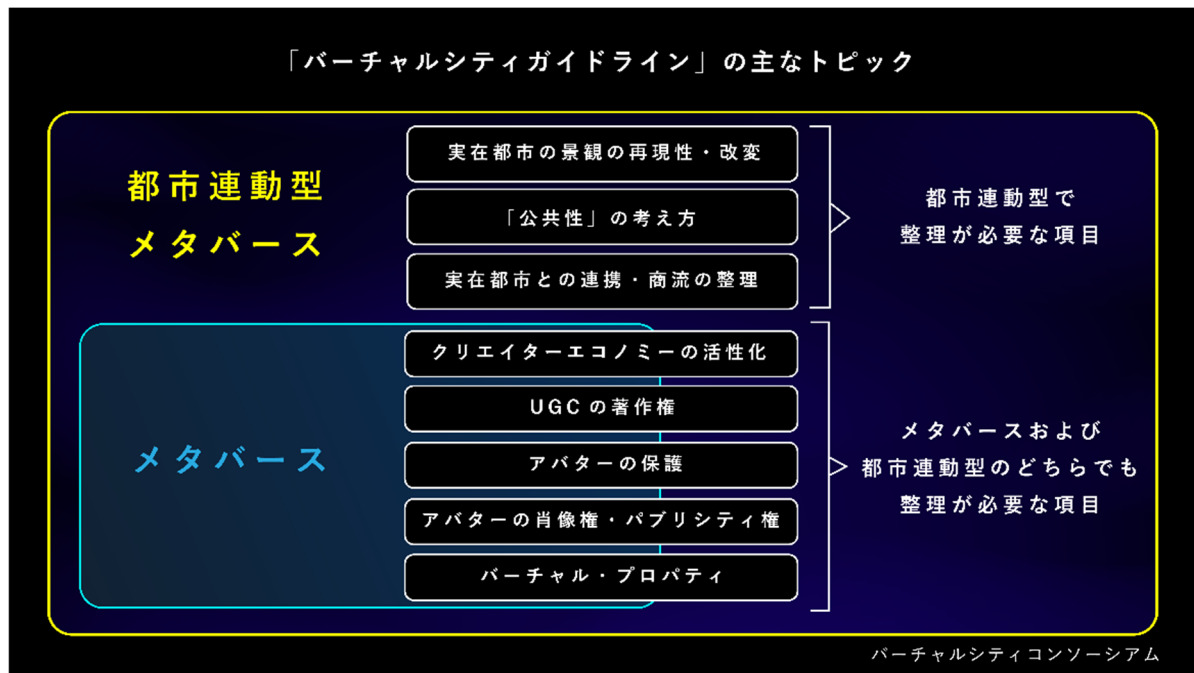 「バーチャルシティガイドライン」の主なトピック
都市連動型
メタバース
実在都市の景観の再現性・改変
「公共性」の考え方
実在都市との連携・商流の整理
都市連動型で
整理が必要な項目
メタバース
クリエイターエコノミーの活性化
UGCの著作権
アバターの保護
アバターの肖像権・パブリシティ権
バーチャル・プロパティ
メタバースおよび
都市連動型のどちらでも
整理が必要な項目
バーチャルシティコンソーシアム